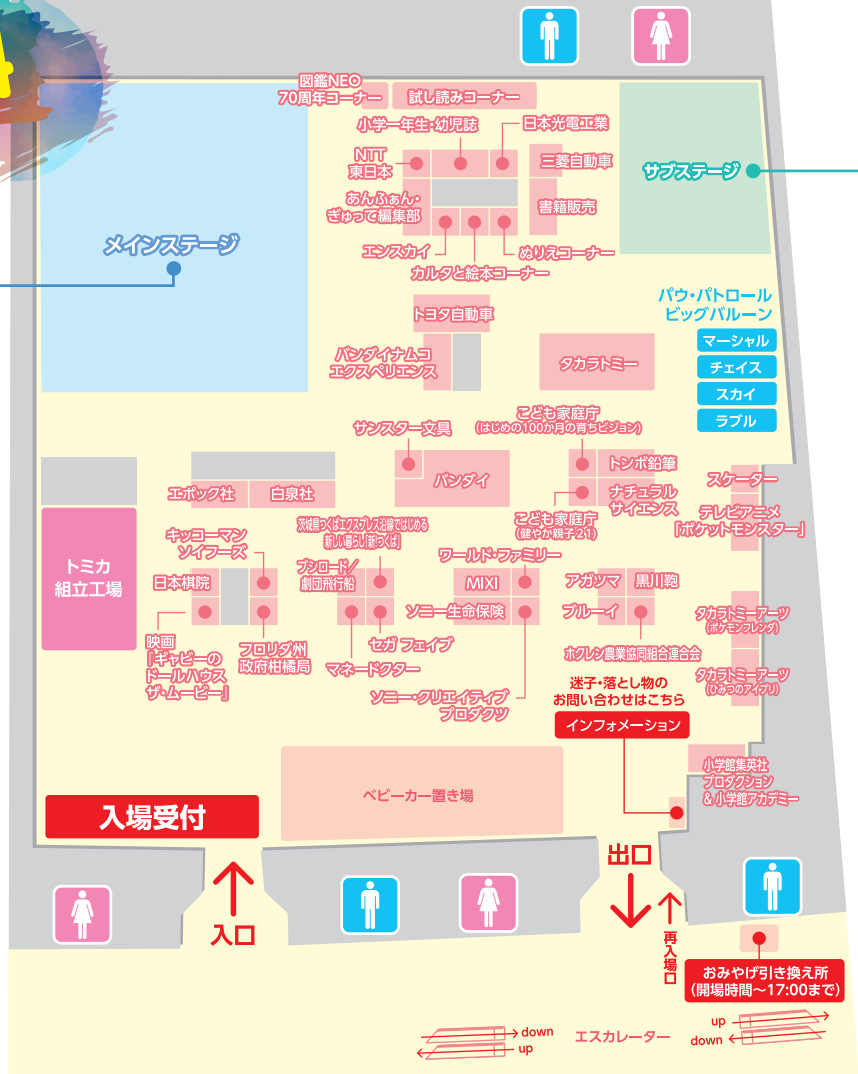 4
図鑑NEO
70周年コーナー
試し読みコーナー
小学一年生・幼児誌
日本光電工業
NTT
東日本
三菱自動車
あんふぁん・
ぎゅって編集部
書籍販売
エンスカイ
ぬりえコーナー
カルタと絵本コーナー
サブステージ
メインステージ
パウ・パトロール
ビッグバルーン
マーシャル
チェイス
スカイ
ラブル
トヨタ自動車
バンダイナムコ
エクスペリエンス
タカラトミー
サンスター文具
こども家庭庁
(はじめの100か月の育ちビジョン)
バンダイ
トンボ鉛筆
ナチュラル
サイエンス
こども家庭庁
(健やか親子21)
スケーター
テレビアニメ
「ポケットモンスター」
エポック社
白泉社
トミカ
組立工場
キッコーマン
ソイフーズ
茨城県つくばエクスプレス沿線ではじめる
新しい暮らし「新つくば」
ブンロード/
劇団飛行船
日本棋院
映画
「ギャビーの
ドールハウス
ザ・ムービー」
フロリダ州
政府柑橘局
マネードクター
セガ フェイブ
ワールド・ファミリー
MIXI
ソニー生命保険
ソニー・クリエイティブ
プロダクツ
アガツマ
黒川鞄
ブルーイ
ホクレン農業協同組合連合会
タカラトミーアーツ
(ポケモンフレンダ)
タカラトミーアーツ
(ひみつのアイプリ)
迷子・落とし物の
お問い合わせはこちら
インフォメーション
小学館集英社
プロダクション
&小学館アカデミー
ベビーカー置き場
入場受付
入口
出口
再入場口
おみやげ引き換え所
(開場時間～17:00まで)
エスカレーター
down
up
up
down